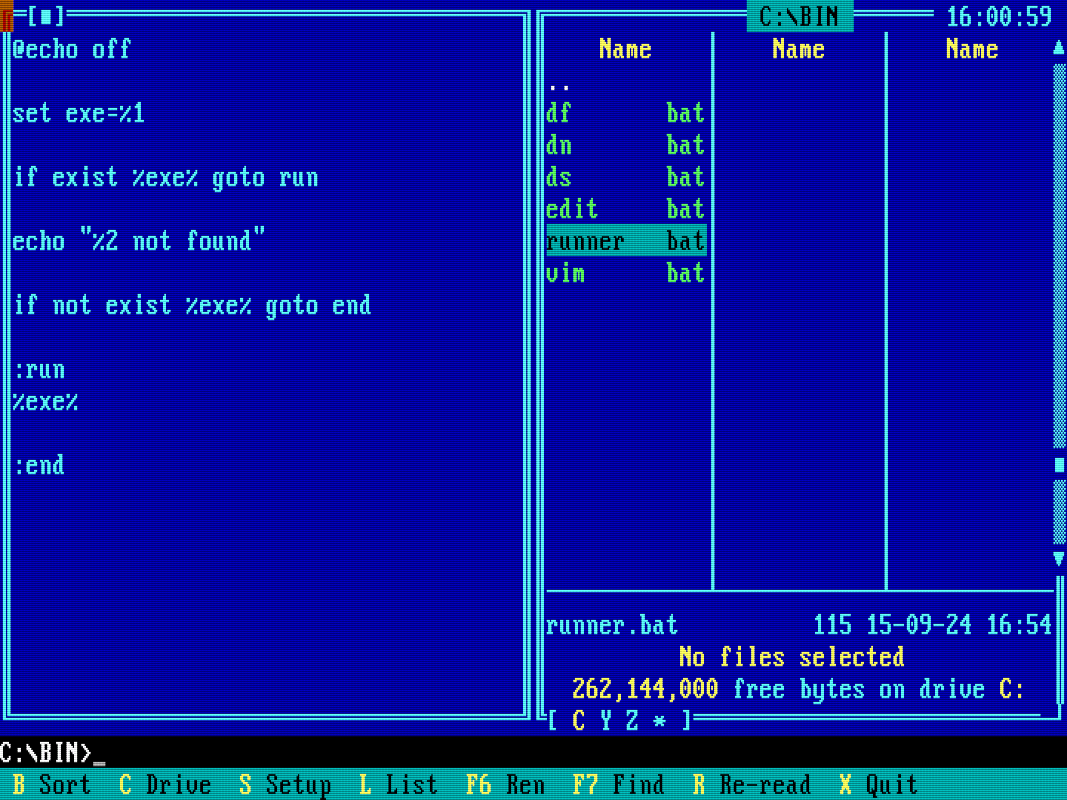 [■]
@echo off
set exe=%1
if exist %exe% goto run
echo "%2 not found"
if not exist %exe% goto end
:run
%exe%
:end
C:\BIN 16:00:59
Name Name Name
..
df bat
dn bat
ds bat
edit bat
runner bat
vim bat
runner.bat 115 15-09-24 16:54
No files selected
262,144,000 free bytes on drive C:
[ C Y Z * ]
C:\BIN>_
B Sort C Drive S Setup L List F6 Ren F7 Find R Re-read X Quit